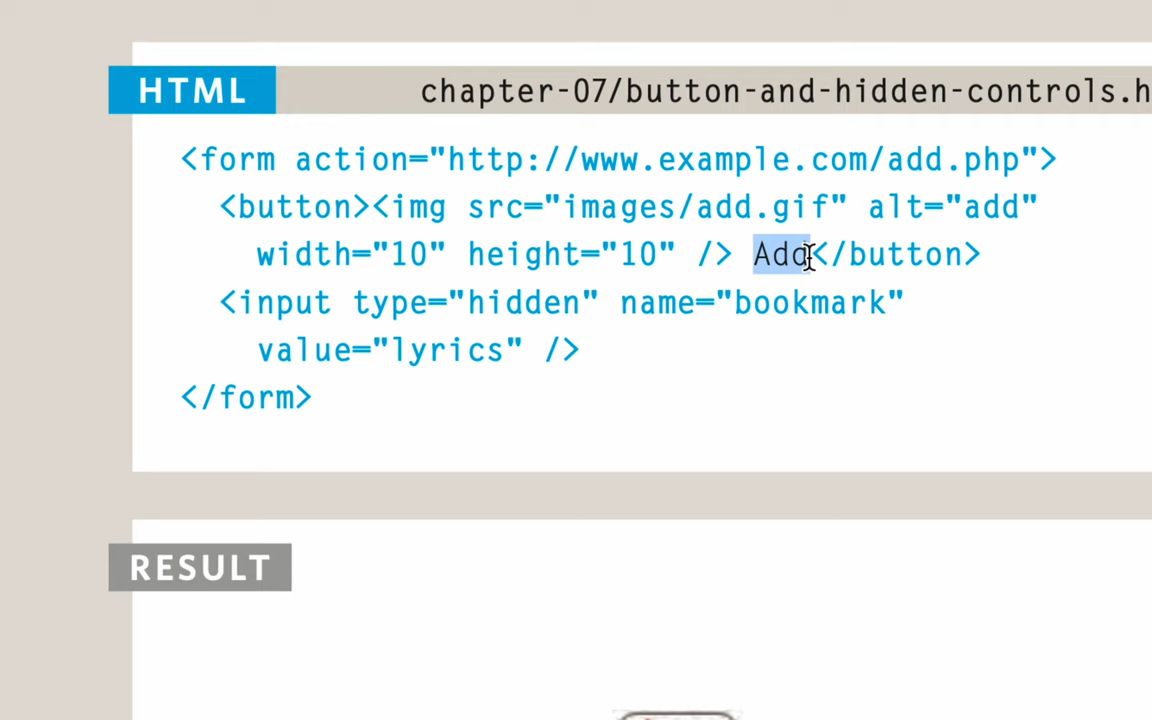 HTML chapter-07/button-and-hidden-controls.h
<form action="http://www.example.com/add.php">
<button><img src="images/add.gif" alt="add"
width="10" height="10" /> Add</button>
<input type="hidden" name="bookmark"
value="lyrics" />
</form>
RESULT